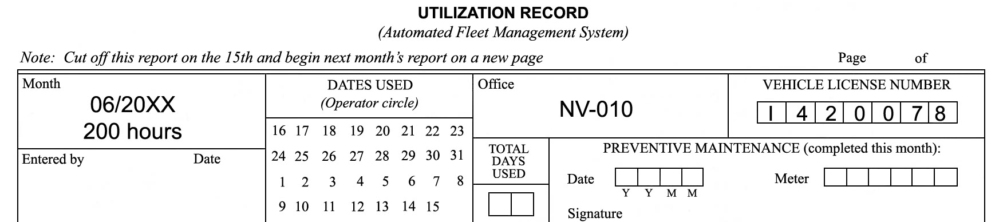 UTILIZATION RECORD
(Automated Fleet Management System)
Note: Cut off this report on the 15th and begin next month's report on a new page
Page of
Month
06/20XX
200 hours
Entered by Date
DATES USED
(Operator circle)
16 17 18 19 20 21 22 23
24 25 26 27 28 29 30 31
1 2 3 4 5 6 7 8
9 10 11 12 13 14 15
Office
NV-010
VEHICLE LICENSE NUMBER
I 4 2 0 0 7 8
TOTAL
DAYS
USED
PREVENTIVE MAINTENANCE (completed this month):
Date
Y Y M M
Meter
Signature